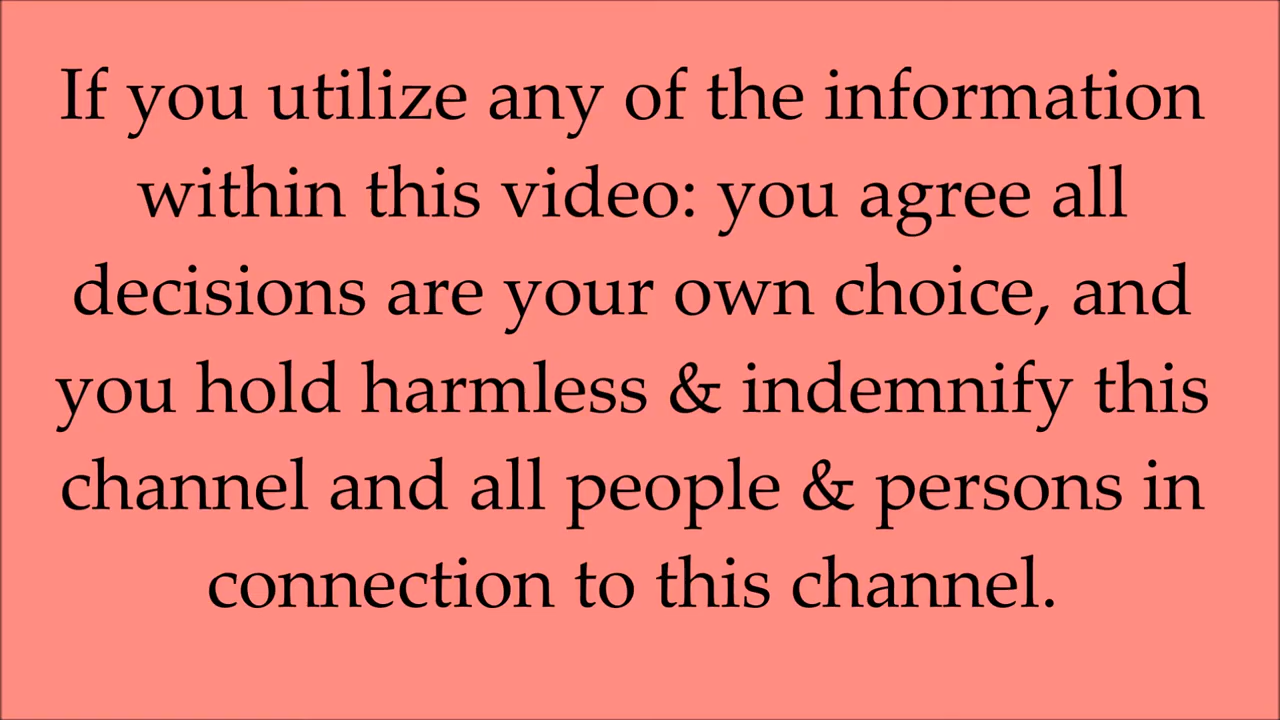 If you utilize any of the information
within this video: you agree all
decisions are your own choice, and
you hold harmless & indemnify this
channel and all people & persons in
connection to this channel.